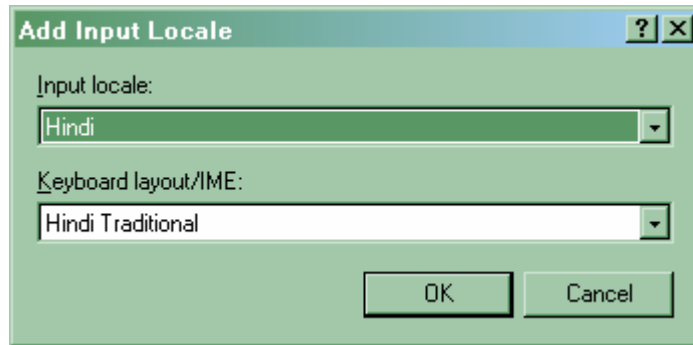 Add Input Locale
Input locale:
Hindi
Keyboard layout/IME:
Hindi Traditional
OK Cancel